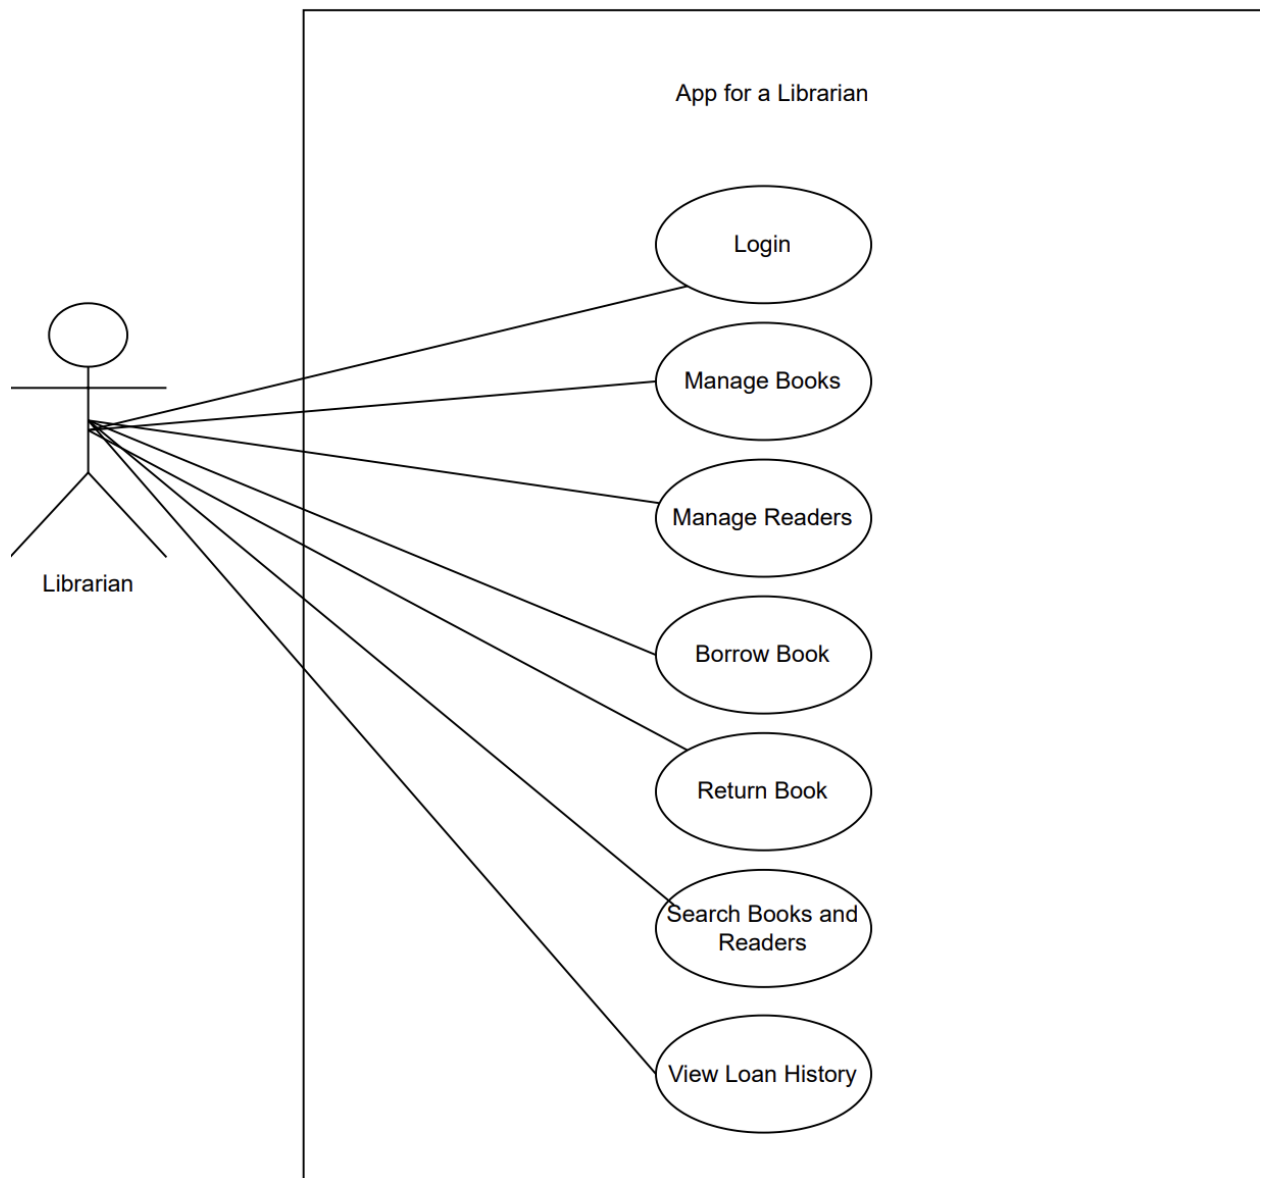 App for a Librarian
Login
Manage Books
Manage Readers
Librarian
Borrow Book
Return Book
Search Books and
Readers
View Loan History